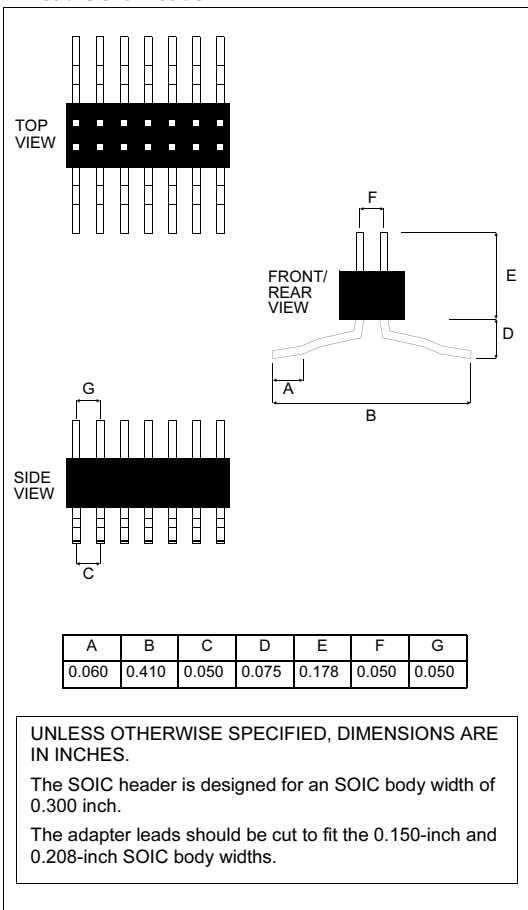 TOP
VIEW
F
E
FRONT/
REAR
VIEW
D
A
B
G
SIDE
VIEW
C
A B C D E F G
0.060 0.410 0.050 0.075 0.178 0.050 0.050
UNLESS OTHERWISE SPECIFIED, DIMENSIONS ARE
IN INCHES.
The SOIC header is designed for an SOIC body width of
0.300 inch.
The adapter leads should be cut to fit the 0.150-inch and
0.208-inch SOIC body widths.